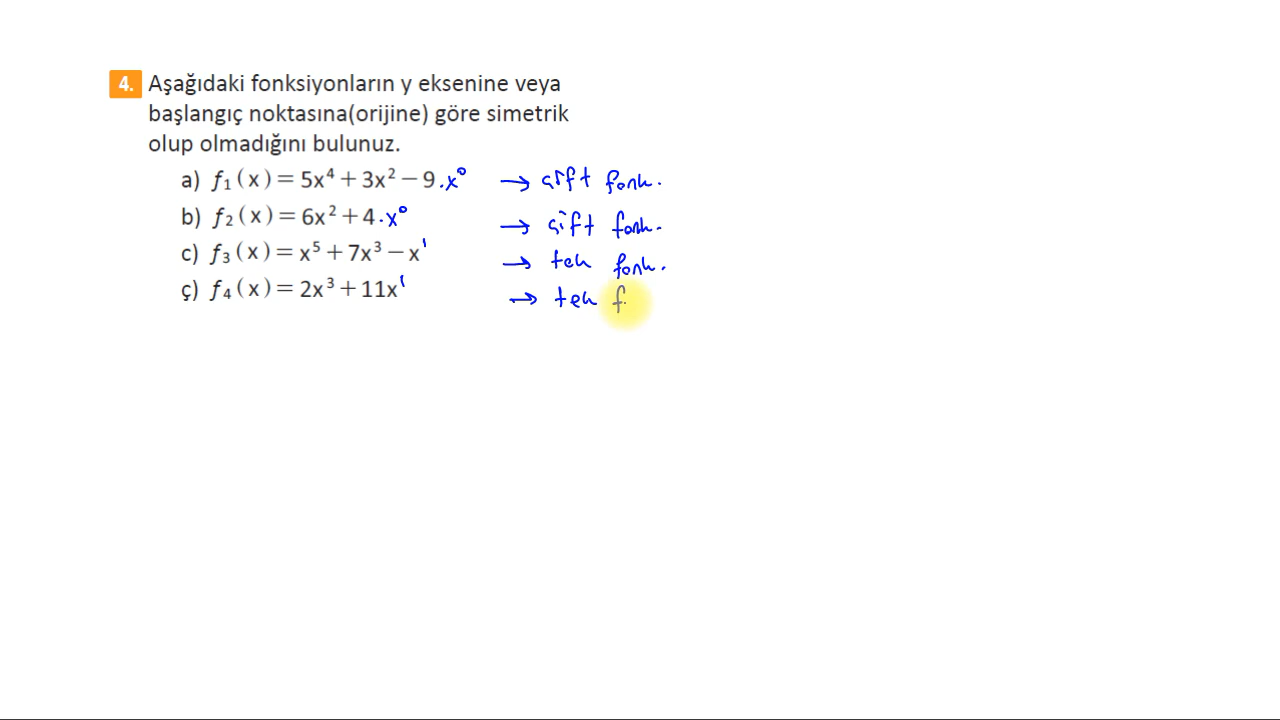 4. Aşağıdaki fonksiyonların y eksenine veya
başlangıç noktasına(orijine) göre simetrik
olup olmadığını bulunuz.
a) f₁(x) = 5x⁴ + 3x² − 9 · x⁰ → çift fonk.
b) f₂(x) = 6x² + 4 · x⁰ → çift fonk.
c) f₃(x) = x⁵ + 7x³ − x¹ → tek fonk.
ç) f₄(x) = 2x³ + 11x¹ → tek f